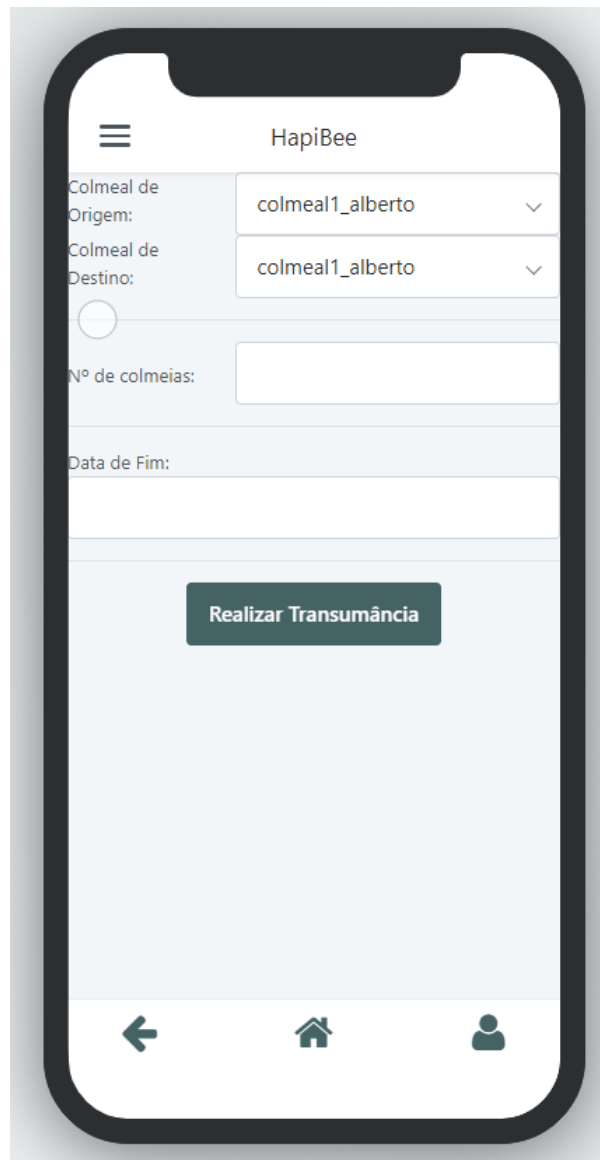 HapiBee
Colmeal de
Origem:
colmeal1_alberto
Colmeal de
Destino:
colmeal1_alberto
Nº de colmeias:
Data de Fim:
Realizar Transumância